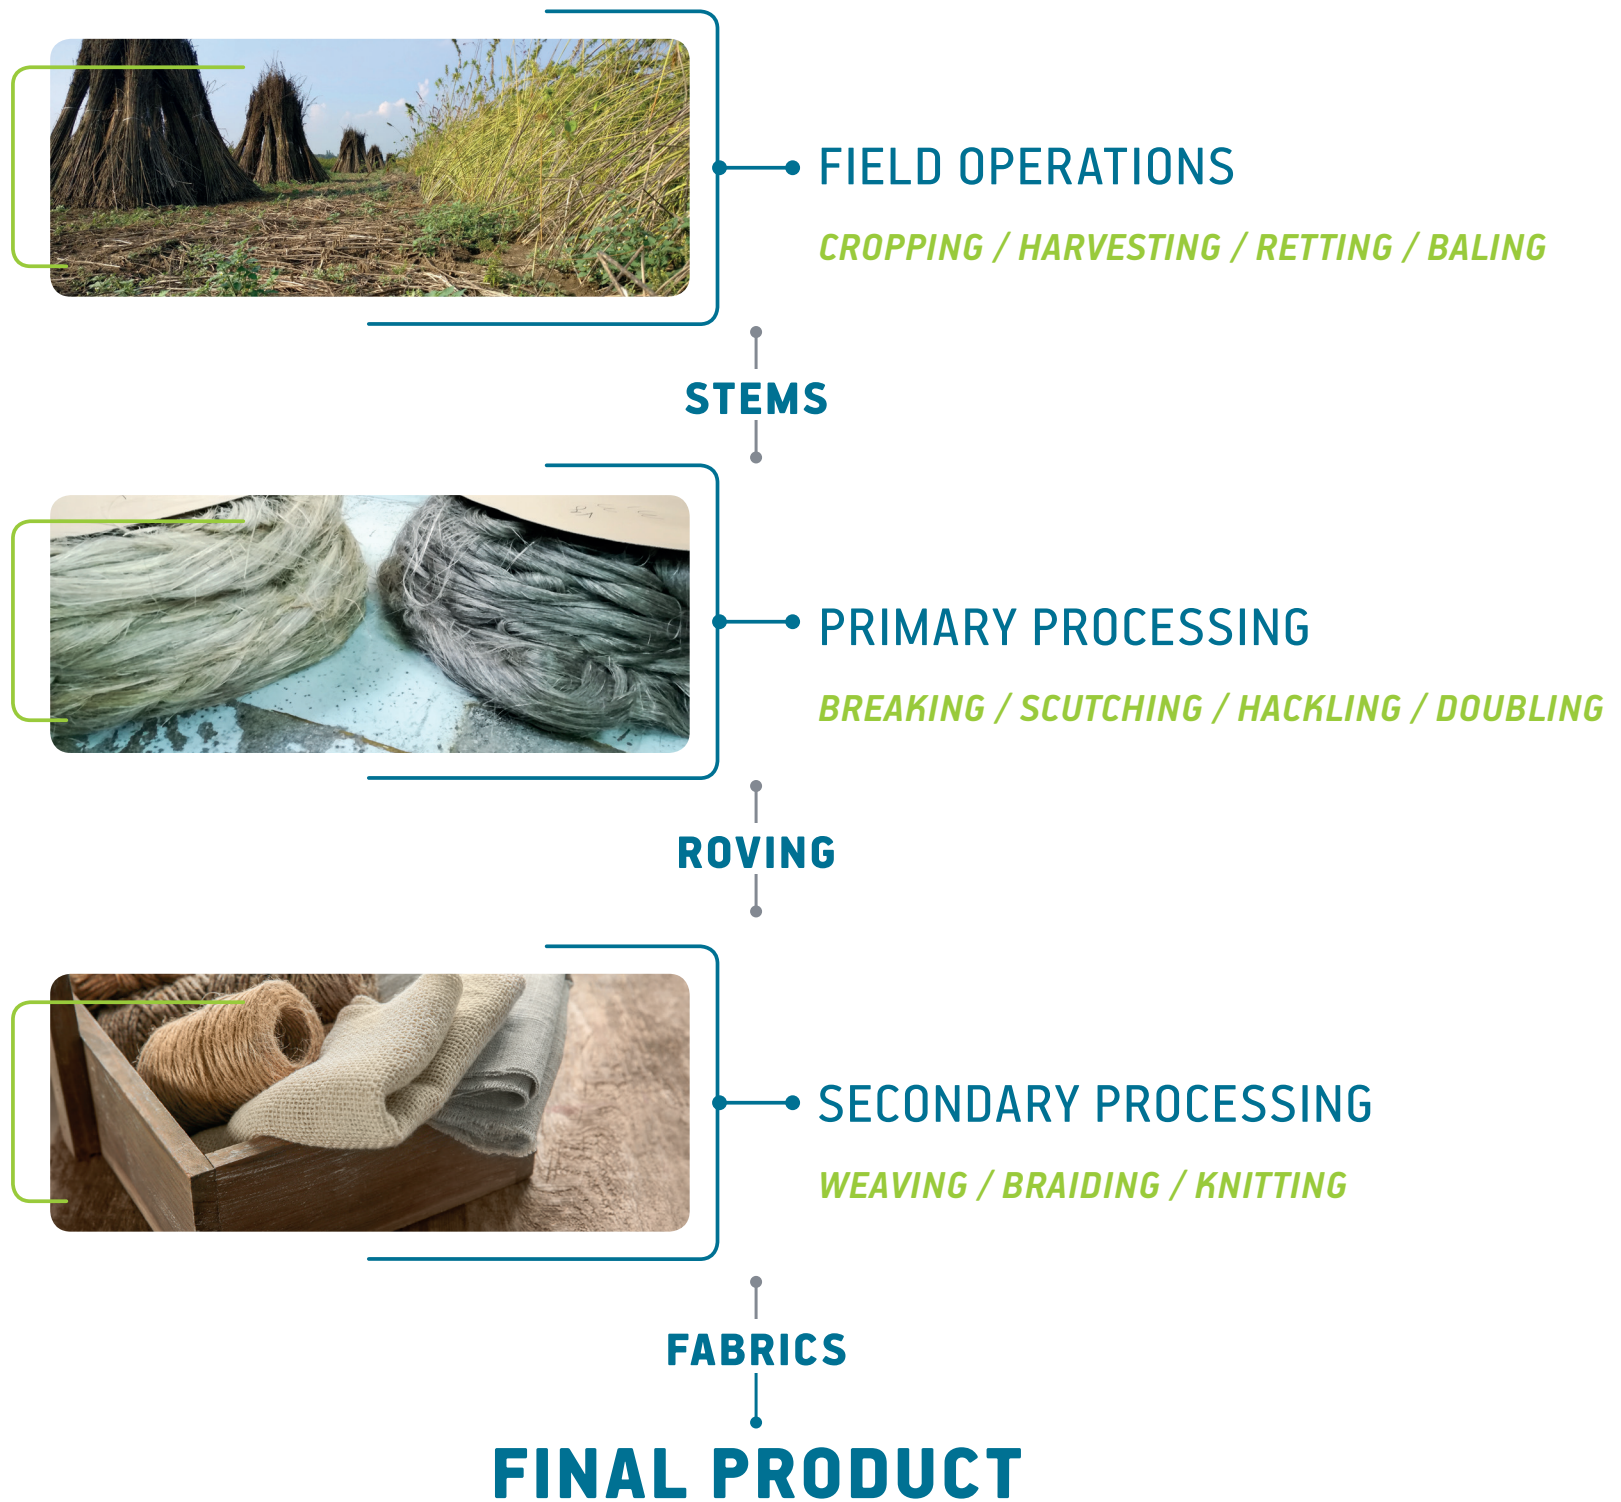 FIELD OPERATIONS
CROPPING / HARVESTING / RETTING / BALING
STEMS
PRIMARY PROCESSING
BREAKING / SCUTCHING / HACKLING / DOUBLING
ROVING
SECONDARY PROCESSING
WEAVING / BRAIDING / KNITTING
FABRICS
FINAL PRODUCT